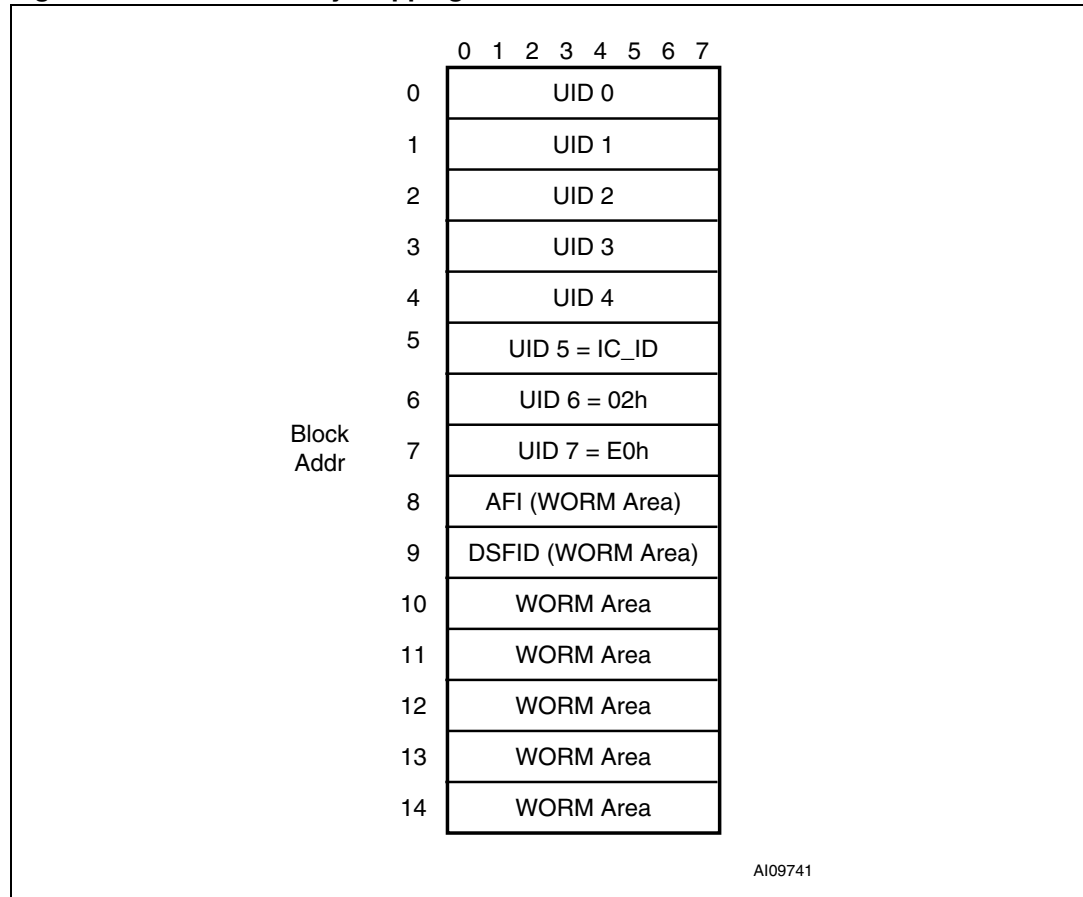 0 1 2 3 4 5 6 7
0 UID 0
1 UID 1
2 UID 2
3 UID 3
4 UID 4
5 UID 5 = IC_ID
6 UID 6 = 02h
Block
Addr
7 UID 7 = E0h
8 AFI (WORM Area)
9 DSFID (WORM Area)
10 WORM Area
11 WORM Area
12 WORM Area
13 WORM Area
14 WORM Area
AI09741